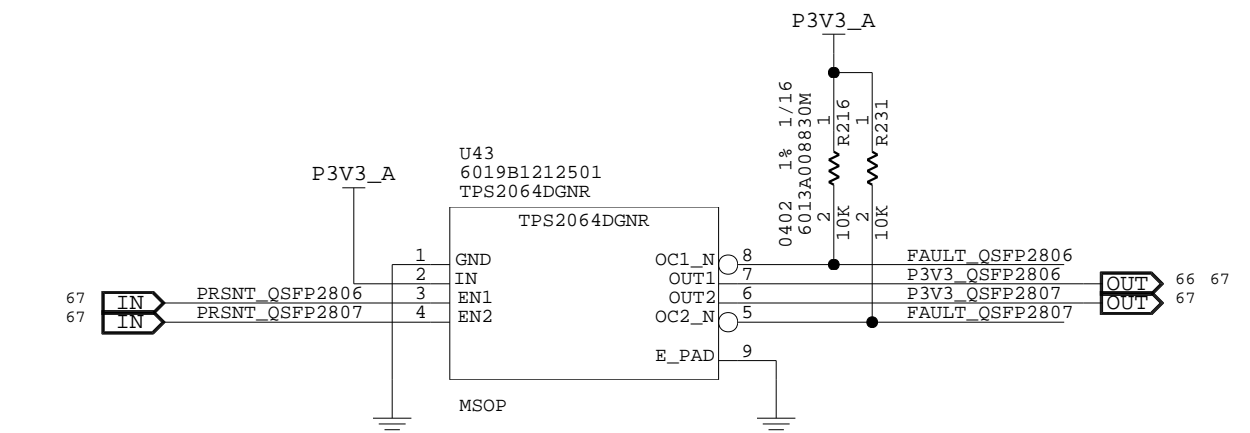 P3V3_A
0402 1% 1/16
6013A008830M
1
R216
2
10K
1
R231
2
10K
U43
6019B1212501
TPS2064DGNR
P3V3_A
TPS2064DGNR
1 GND
2 IN
67 IN PRSNT_QSFP2806 3 EN1
67 IN PRSNT_QSFP2807 4 EN2
OC1_N 8 FAULT_QSFP2806
OUT1 7 P3V3_QSFP2806 OUT 66 67
OUT2 6 P3V3_QSFP2807 OUT 67
OC2_N 5 FAULT_QSFP2807
E_PAD 9
MSOP